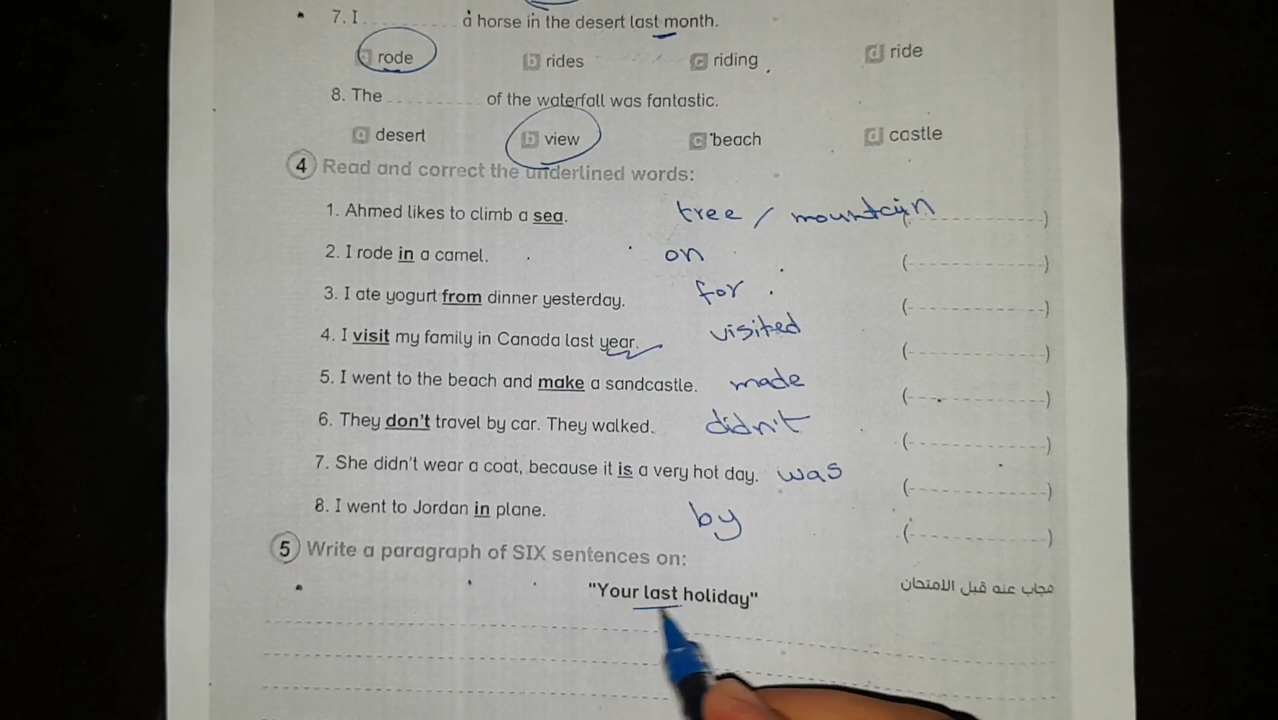 7. I ............ a horse in the desert last month.
a rode b rides c riding d ride
8. The ............ of the waterfall was fantastic.
a desert b view c beach d castle
4 Read and correct the underlined words:
1. Ahmed likes to climb a sea. tree / mountain (............)
2. I rode in a camel. on (............)
3. I ate yogurt from dinner yesterday. for (............)
4. I visit my family in Canada last year. visited (............)
5. I went to the beach and make a sandcastle. made (............)
6. They don't travel by car. They walked. didn't (............)
7. She didn't wear a coat, because it is a very hot day. was (............)
8. I went to Jordan in plane. by (............)
5 Write a paragraph of SIX sentences on:
"Your last holiday" مجاب عنه قبل الامتحان